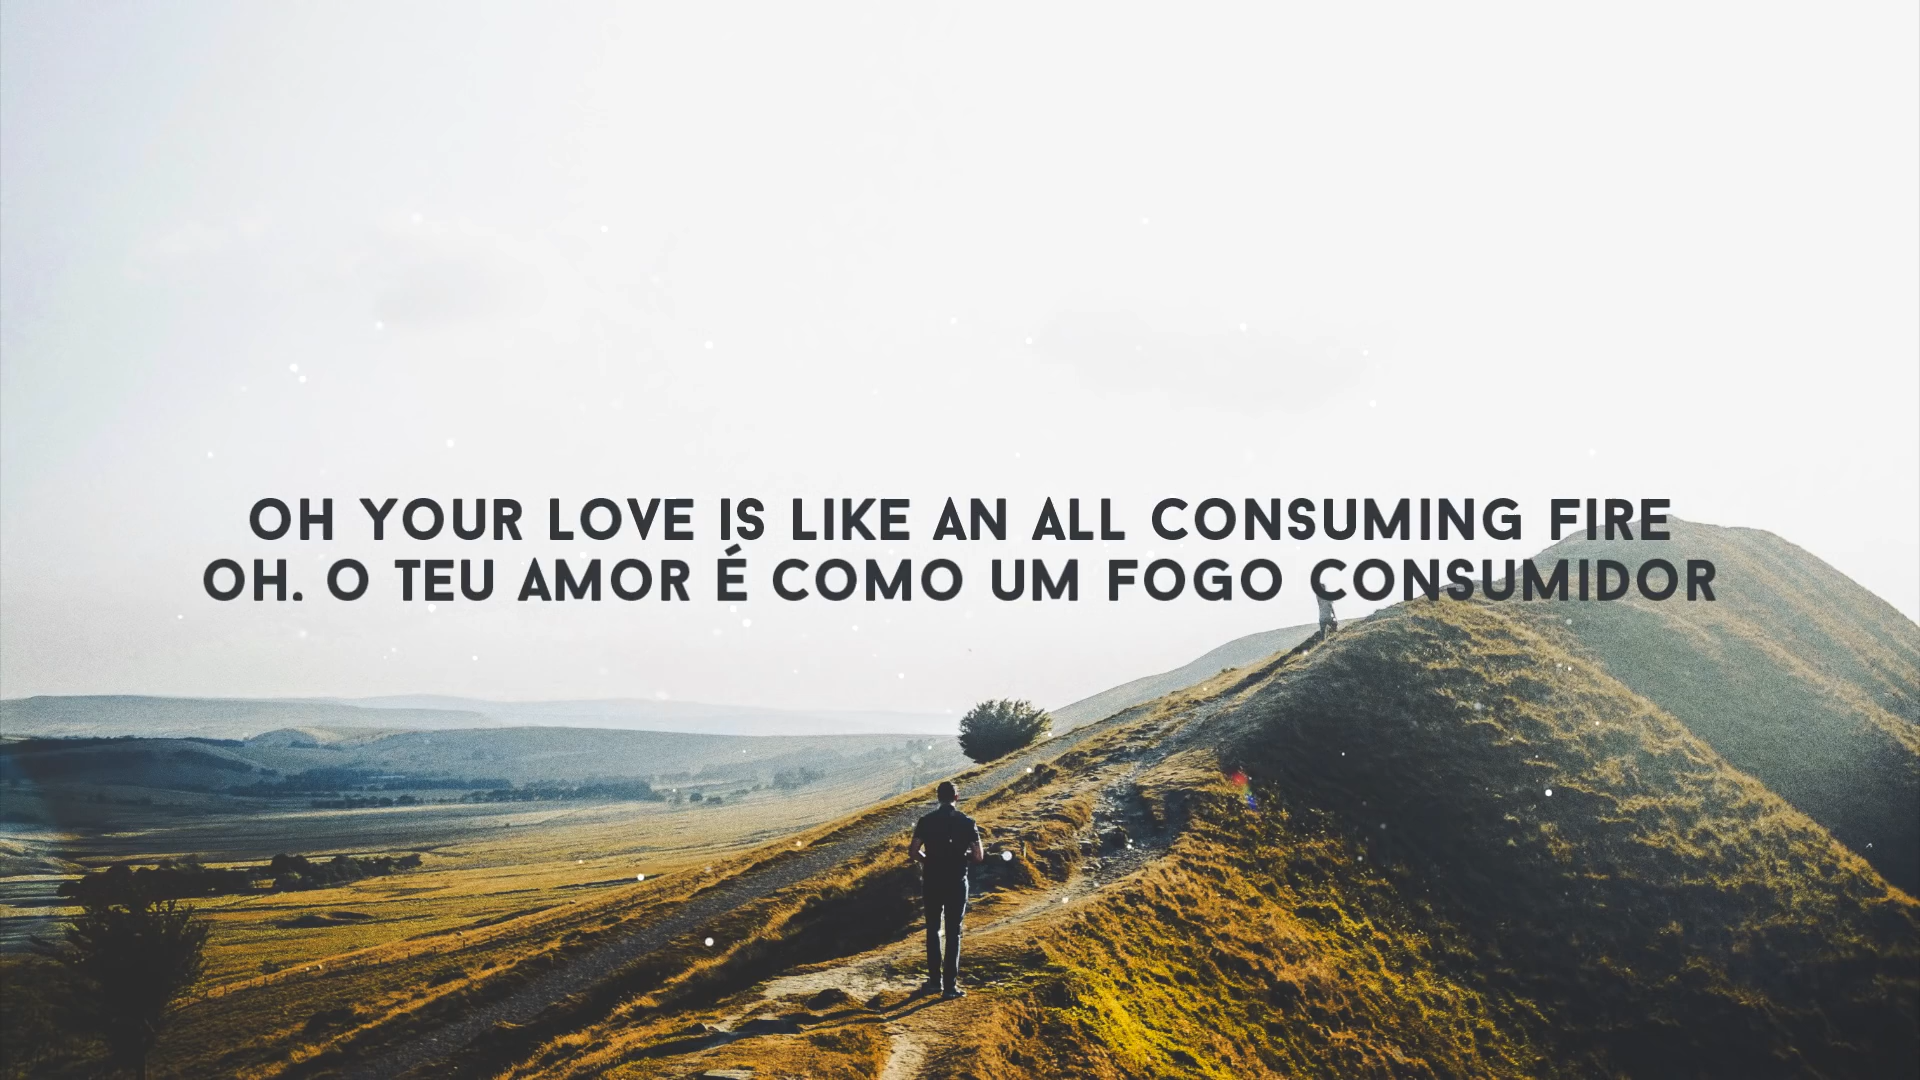 OH YOUR LOVE IS LIKE AN ALL CONSUMING FIRE
OH. O TEU AMOR É COMO UM FOGO CONSUMIDOR